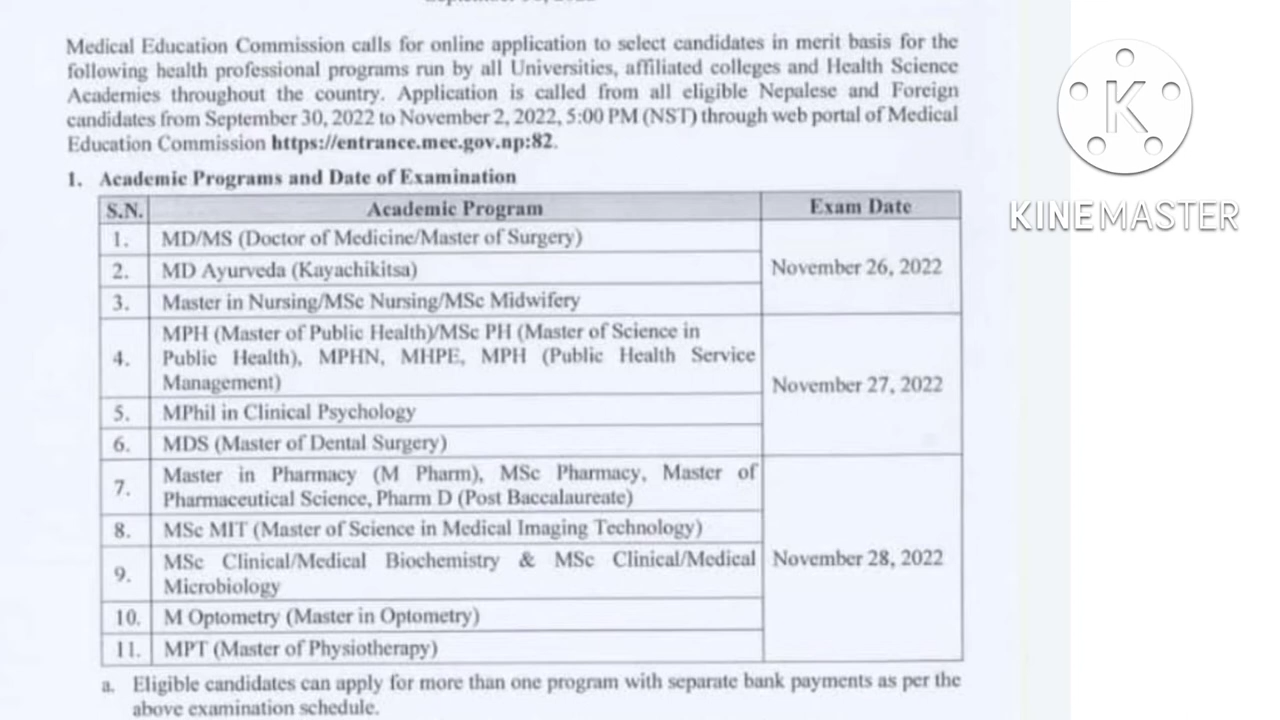 Medical Education Commission calls for online application to select candidates in merit basis for the
following health professional programs run by all Universities, affiliated colleges and Health Science
Academies throughout the country. Application is called from all eligible Nepalese and Foreign
candidates from September 30, 2022 to November 2, 2022, 5:00 PM (NST) through web portal of Medical
Education Commission https://entrance.mec.gov.np:82.
1. Academic Programs and Date of Examination
S.N. Academic Program Exam Date
1. MD/MS (Doctor of Medicine/Master of Surgery)
2. MD Ayurveda (Kayachikitsa) November 26, 2022
3. Master in Nursing/MSc Nursing/MSc Midwifery
MPH (Master of Public Health)/MSc PH (Master of Science in
4. Public Health), MPHN, MHPE, MPH (Public Health Service
Management) November 27, 2022
5. MPhil in Clinical Psychology
6. MDS (Master of Dental Surgery)
7. Master in Pharmacy (M Pharm), MSc Pharmacy, Master of
Pharmaceutical Science, Pharm D (Post Baccalaureate)
8. MSc MIT (Master of Science in Medical Imaging Technology)
9. MSc Clinical/Medical Biochemistry & MSc Clinical/Medical November 28, 2022
Microbiology
10. M Optometry (Master in Optometry)
11. MPT (Master of Physiotherapy)
a. Eligible candidates can apply for more than one program with separate bank payments as per the
above examination schedule.
K
KINEMASTER